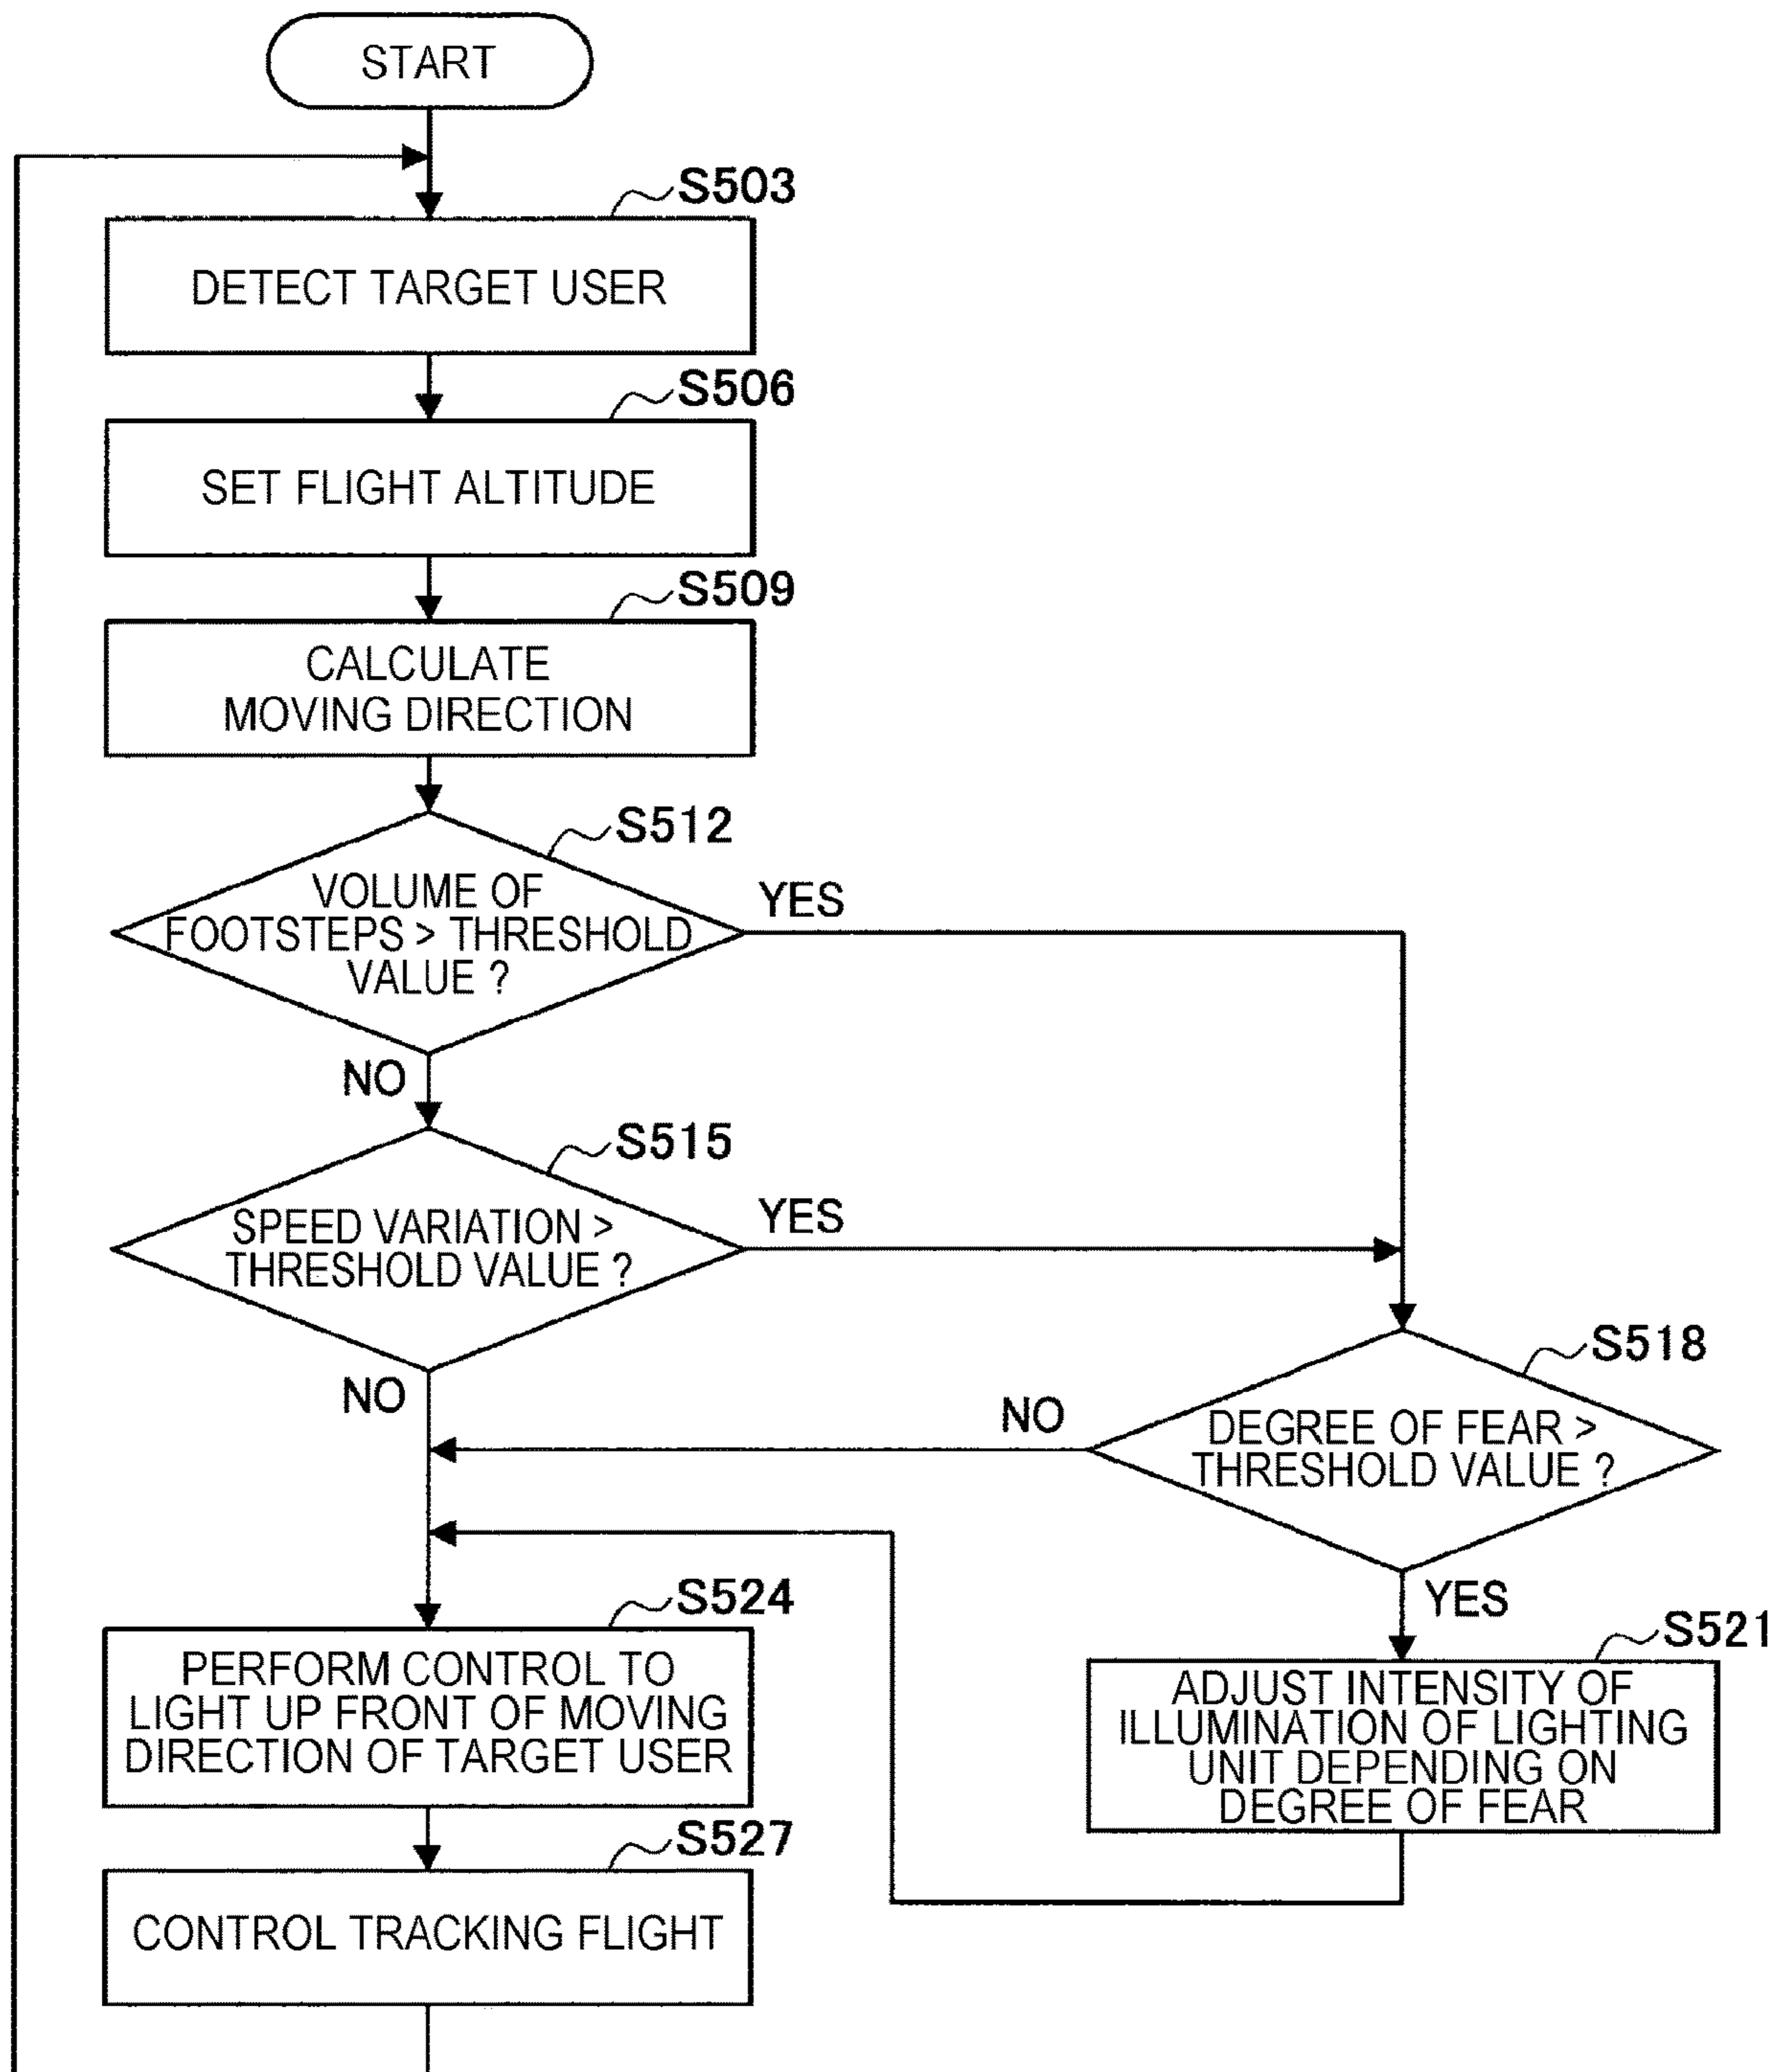 START
S503
DETECT TARGET USER
S506
SET FLIGHT ALTITUDE
S509
CALCULATE
MOVING DIRECTION
S512
VOLUME OF
FOOTSTEPS > THRESHOLD
VALUE ?
YES
NO
S515
SPEED VARIATION >
THRESHOLD VALUE ?
YES
NO
S518
DEGREE OF FEAR >
THRESHOLD VALUE ?
NO
YES
S521
ADJUST INTENSITY OF
ILLUMINATION OF LIGHTING
UNIT DEPENDING ON
DEGREE OF FEAR
S524
PERFORM CONTROL TO
LIGHT UP FRONT OF MOVING
DIRECTION OF TARGET USER
S527
CONTROL TRACKING FLIGHT